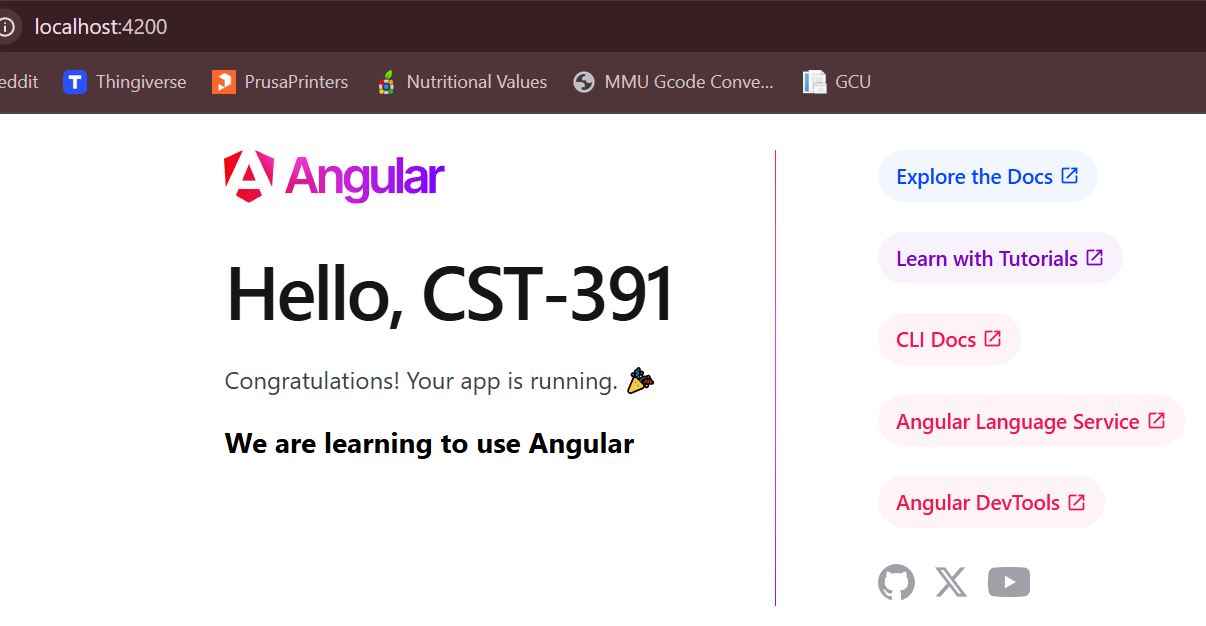 localhost:4200
eddit Thingiverse PrusaPrinters Nutritional Values MMU Gcode Conve... GCU
Angular
Hello, CST-391
Congratulations! Your app is running. 🎉
We are learning to use Angular
Explore the Docs
Learn with Tutorials
CLI Docs
Angular Language Service
Angular DevTools